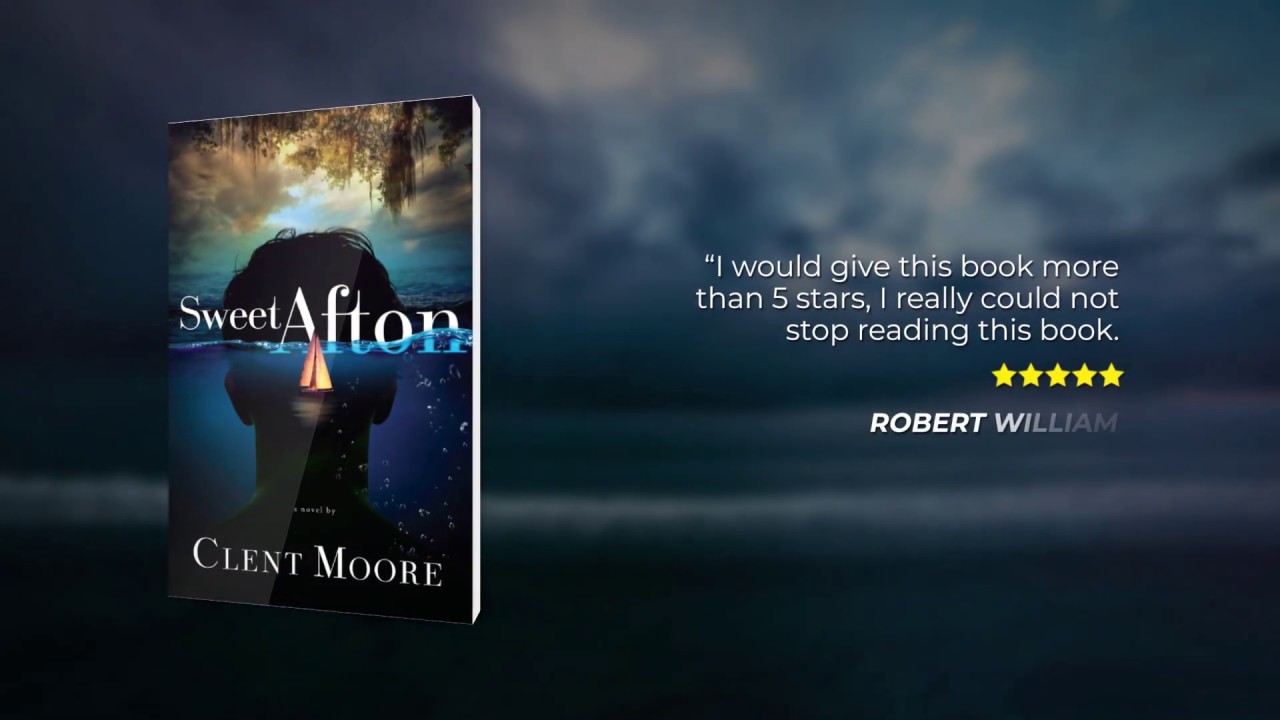 Sweet Afton
a novel by
CLENT MOORE
“I would give this book more
than 5 stars, I really could not
stop reading this book.
ROBERT WILLIAM